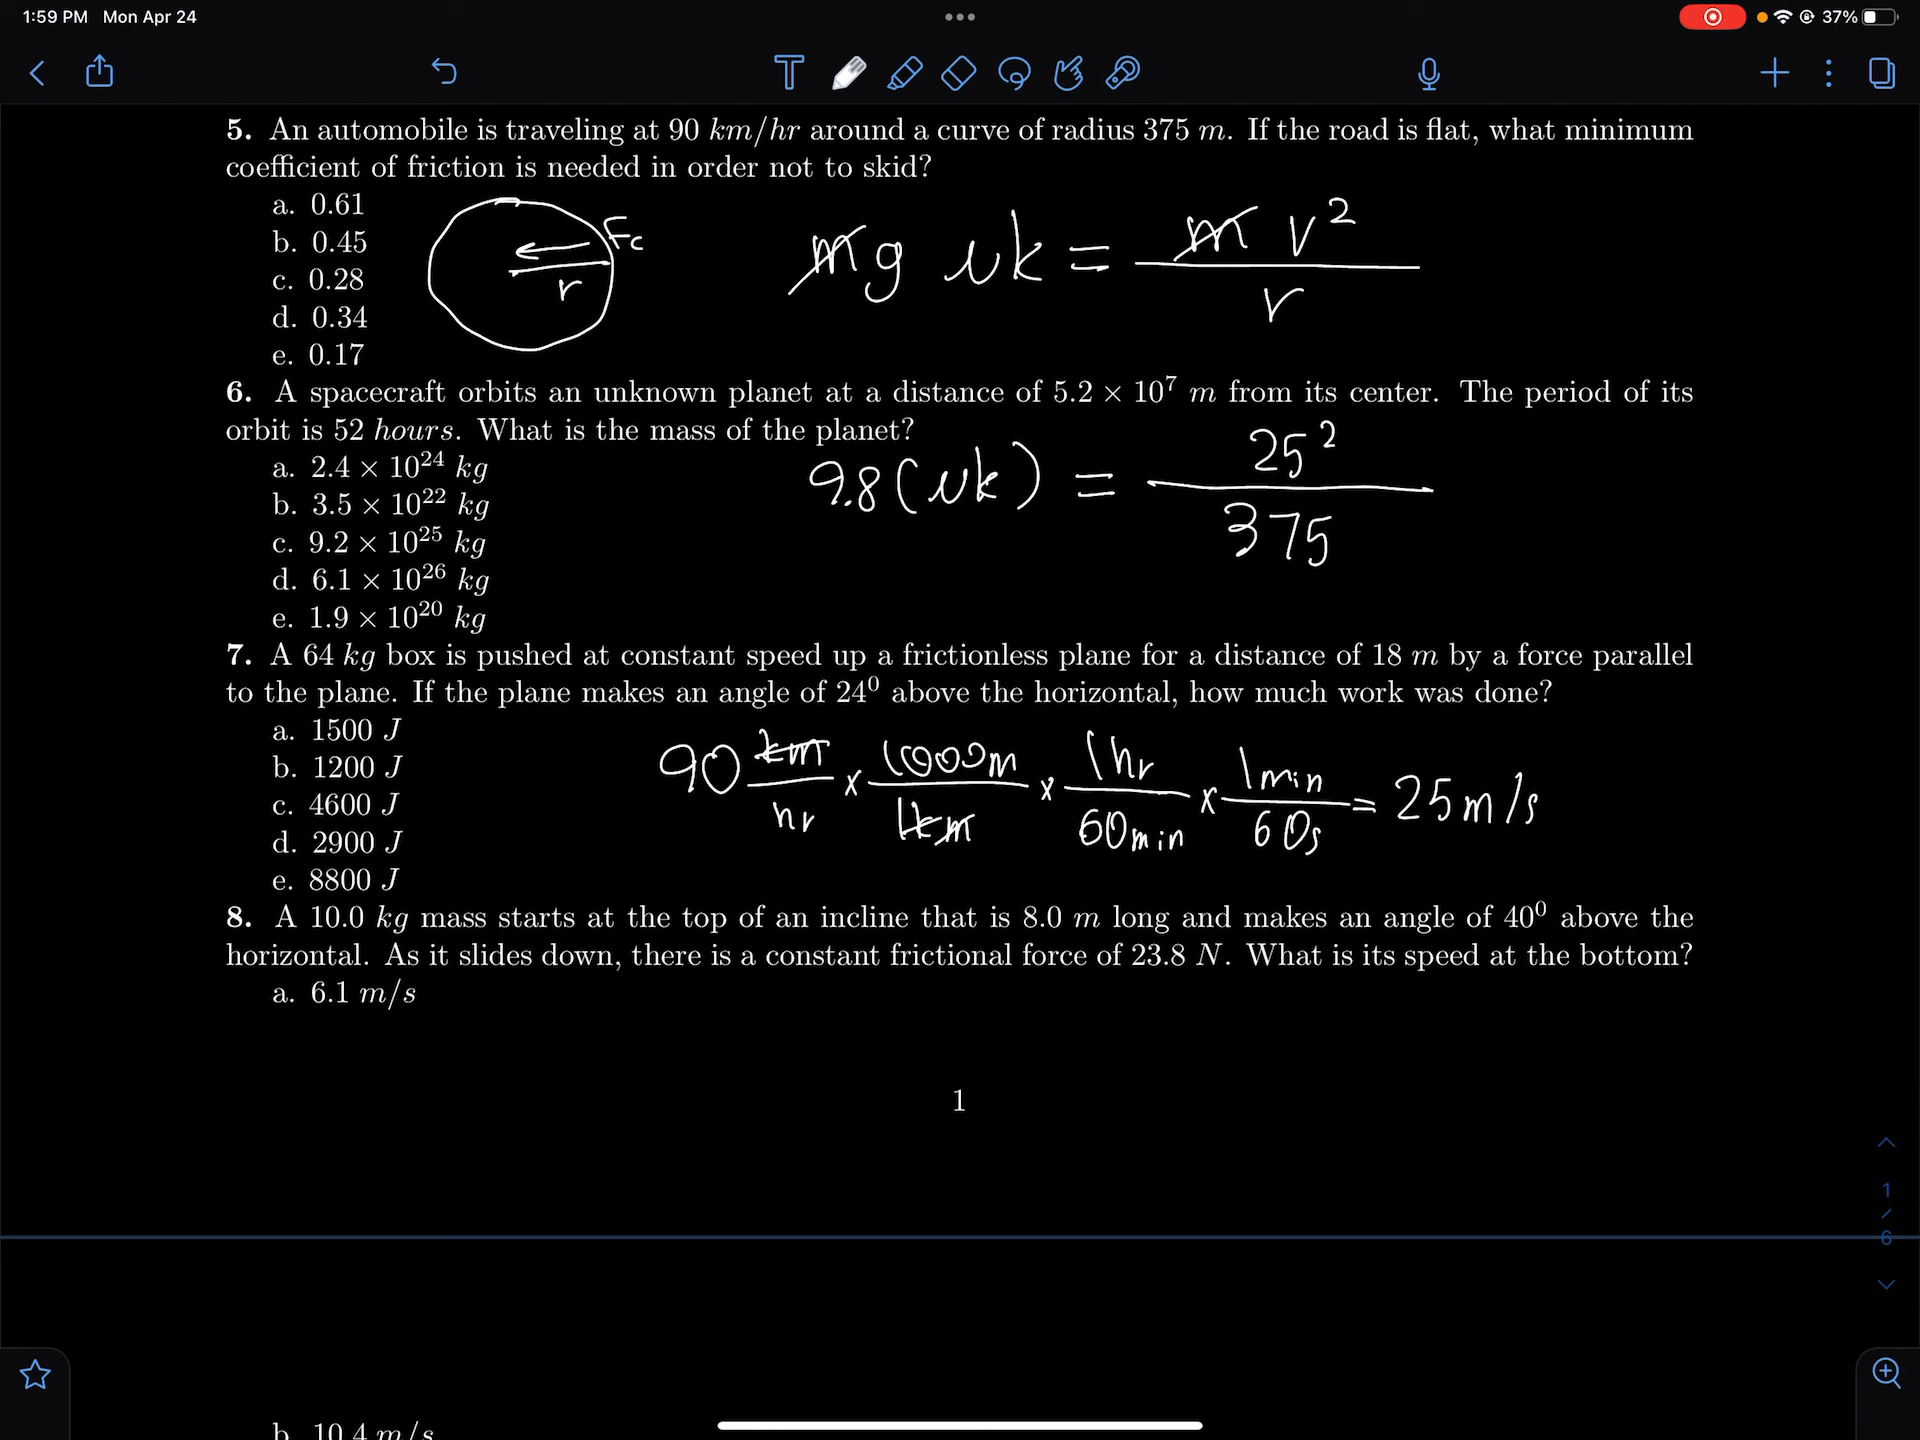 1:59 PM Mon Apr 24
37%
5. An automobile is traveling at 90 km/hr around a curve of radius 375 m. If the road is flat, what minimum
coefficient of friction is needed in order not to skid?
a. 0.61
b. 0.45
c. 0.28
d. 0.34
e. 0.17
Fc
r
mg μk = m v² / r
6. A spacecraft orbits an unknown planet at a distance of 5.2 × 10⁷ m from its center. The period of its
orbit is 52 hours. What is the mass of the planet?
a. 2.4 × 10²⁴ kg
b. 3.5 × 10²² kg
c. 9.2 × 10²⁵ kg
d. 6.1 × 10²⁶ kg
e. 1.9 × 10²⁰ kg
9.8(μk) = 25² / 375
7. A 64 kg box is pushed at constant speed up a frictionless plane for a distance of 18 m by a force parallel
to the plane. If the plane makes an angle of 24⁰ above the horizontal, how much work was done?
a. 1500 J
b. 1200 J
c. 4600 J
d. 2900 J
e. 8800 J
90 km/hr × 1000m/1km × 1hr/60min × 1min/60s = 25m/s
8. A 10.0 kg mass starts at the top of an incline that is 8.0 m long and makes an angle of 40⁰ above the
horizontal. As it slides down, there is a constant frictional force of 23.8 N. What is its speed at the bottom?
a. 6.1 m/s
1
1 / 6
b. 10.4 m/s